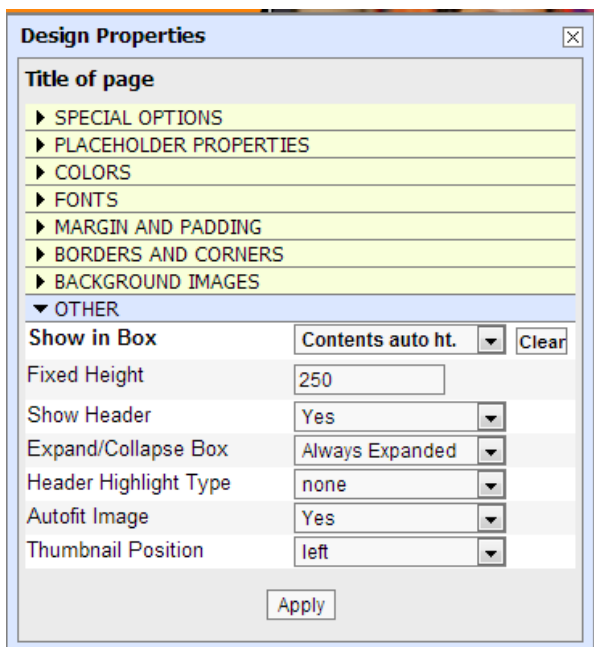 Design Properties
Title of page
SPECIAL OPTIONS
PLACEHOLDER PROPERTIES
COLORS
FONTS
MARGIN AND PADDING
BORDERS AND CORNERS
BACKGROUND IMAGES
OTHER
Show in Box Contents auto ht. Clear
Fixed Height 250
Show Header Yes
Expand/Collapse Box Always Expanded
Header Highlight Type none
Autofit Image Yes
Thumbnail Position left
Apply